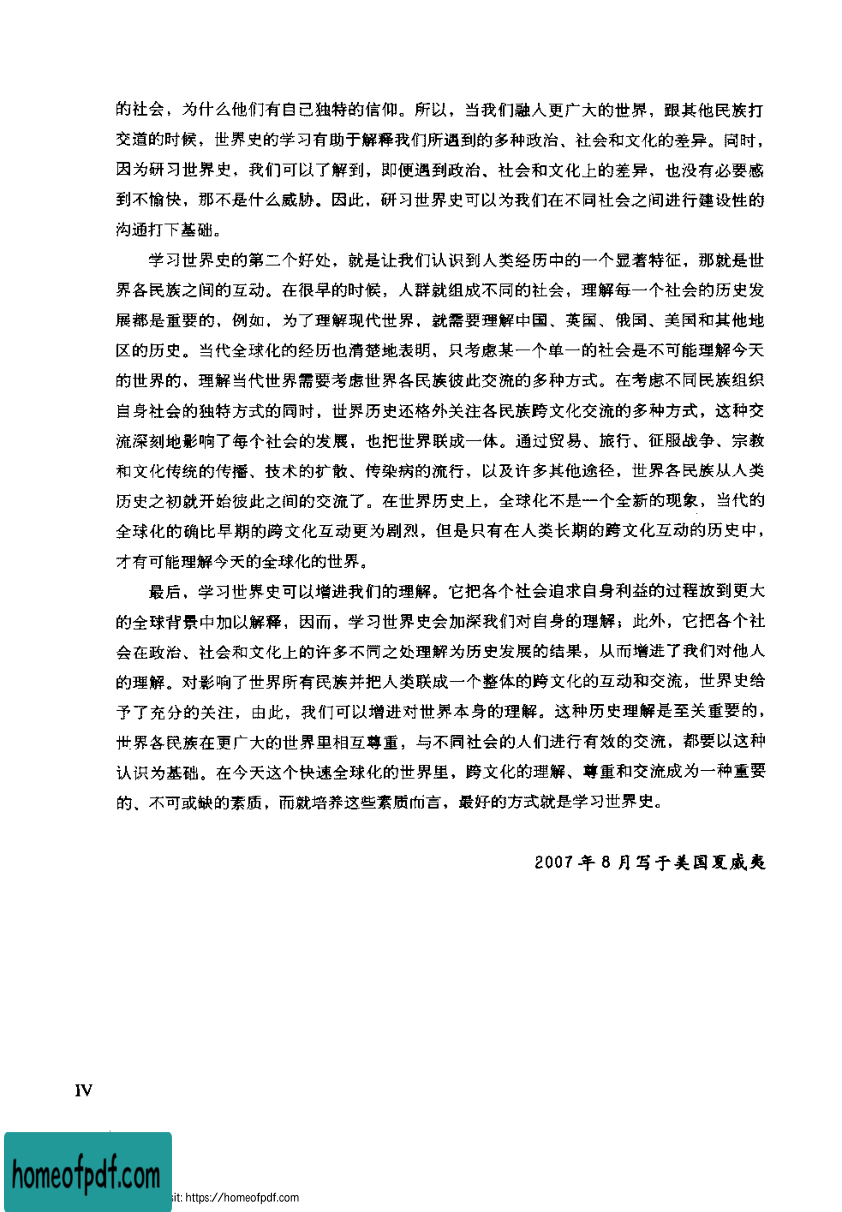 的社会，为什么他们有自己独特的信仰。所以，当我们融入更广大的世界，跟其他民族打
交道的时候，世界史的学习有助于解释我们所遇到的多种政治、社会和文化的差异。同时，
因为研习世界史，我们可以了解到，即便遇到政治、社会和文化上的差异，也没有必要感
到不愉快，那不是什么威胁。因此，研习世界史可以为我们在不同社会之间进行建设性的
沟通打下基础。
学习世界史的第二个好处，就是让我们认识到人类经历中的一个显著特征，那就是世
界各民族之间的互动。在很早的时候，人群就组成不同的社会，理解每一个社会的历史发
展都是重要的，例如，为了理解现代世界，就需要理解中国、英国、俄国、美国和其他地
区的历史。当代全球化的经历也清楚地表明，只考虑某一个单一的社会是不可能理解今天
的世界的，理解当代世界需要考虑世界各民族彼此交流的多种方式。在考虑不同民族组织
自身社会的独特方式的同时，世界历史还格外关注各民族跨文化交流的多种方式，这种交
流深刻地影响了每个社会的发展，也把世界联成一体。通过贸易、旅行、征服战争、宗教
和文化传统的传播、技术的扩散、传染病的流行，以及许多其他途径，世界各民族从人类
历史之初就开始彼此之间的交流了。在世界历史上，全球化不是一个全新的现象，当代的
全球化的确比早期的跨文化互动更为剧烈，但是只有在人类长期的跨文化互动的历史中，
才有可能理解今天的全球化的世界。
最后，学习世界史可以增进我们的理解。它把各个社会追求自身利益的过程放到更大
的全球背景中加以解释，因而，学习世界史会加深我们对自身的理解；此外，它把各个社
会在政治、社会和文化上的许多不同之处理解为历史发展的结果，从而增进了我们对他人
的理解。对影响了世界所有民族并把人类联成一个整体的跨文化的互动和交流，世界史给
予了充分的关注，由此，我们可以增进对世界本身的理解。这种历史理解是至关重要的，
世界各民族在更广大的世界里相互尊重，与不同社会的人们进行有效的交流，都要以这种
认识为基础。在今天这个快速全球化的世界里，跨文化的理解、尊重和交流成为一种重要
的、不可或缺的素质，而就培养这些素质而言，最好的方式就是学习世界史。
2007年8月写于美国夏威夷
IV
homeofpdf.com
sit: https://homeofpdf.com